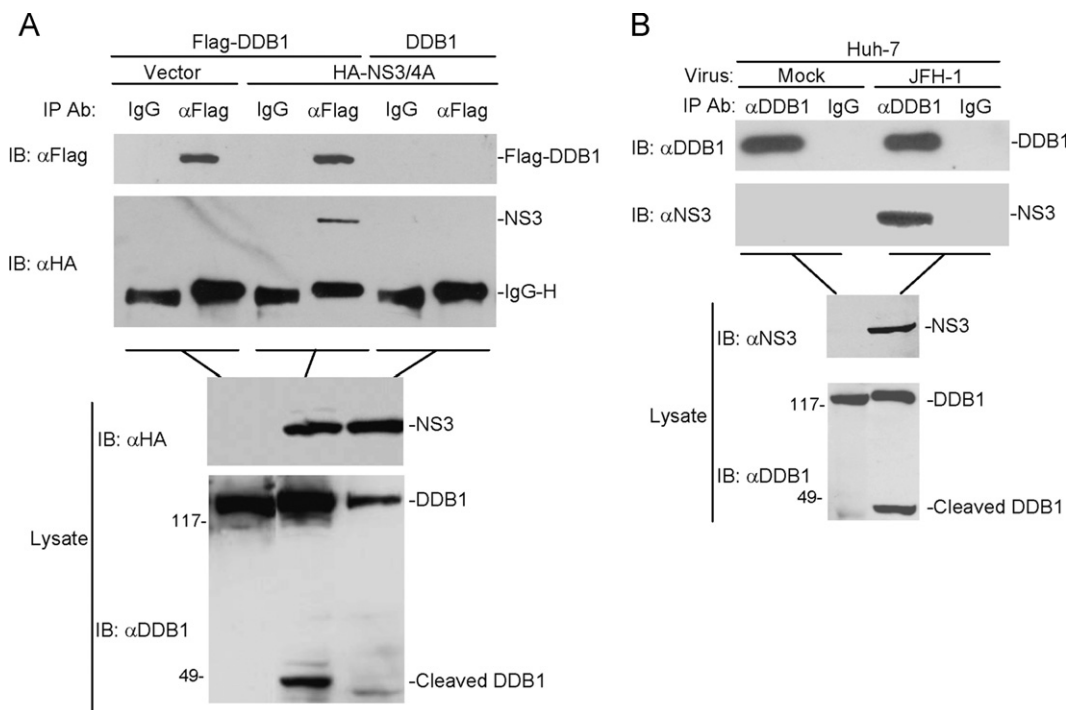 A
Flag-DDB1 DDB1
Vector HA-NS3/4A
IP Ab: IgG αFlag IgG αFlag IgG αFlag
IB: αFlag -Flag-DDB1
-NS3
IB: αHA
-IgG-H
IB: αHA -NS3
-DDB1
117-
Lysate
IB: αDDB1
49- -Cleaved DDB1
B
Huh-7
Virus: Mock JFH-1
IP Ab: αDDB1 IgG αDDB1 IgG
IB: αDDB1 -DDB1
IB: αNS3 -NS3
IB: αNS3 -NS3
117- -DDB1
Lysate
IB: αDDB1
49- -Cleaved DDB1